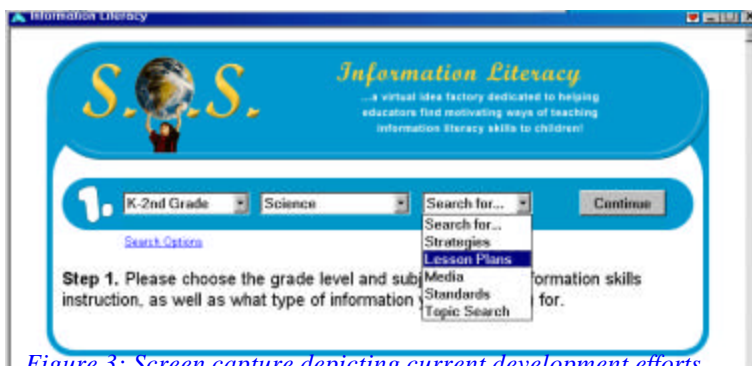 Information Literacy
S.O.S.
Information Literacy
...a virtual idea factory dedicated to helping
educators find motivating ways of teaching
information literacy skills to children!
1. K-2nd Grade Science Search for... Continue
Search for...
Strategies
Lesson Plans
Media
Standards
Topic Search
Search Options
Step 1. Please choose the grade level and subj formation skills
instruction, as well as what type of information for.
Figure 3: Screen capture depicting current development efforts